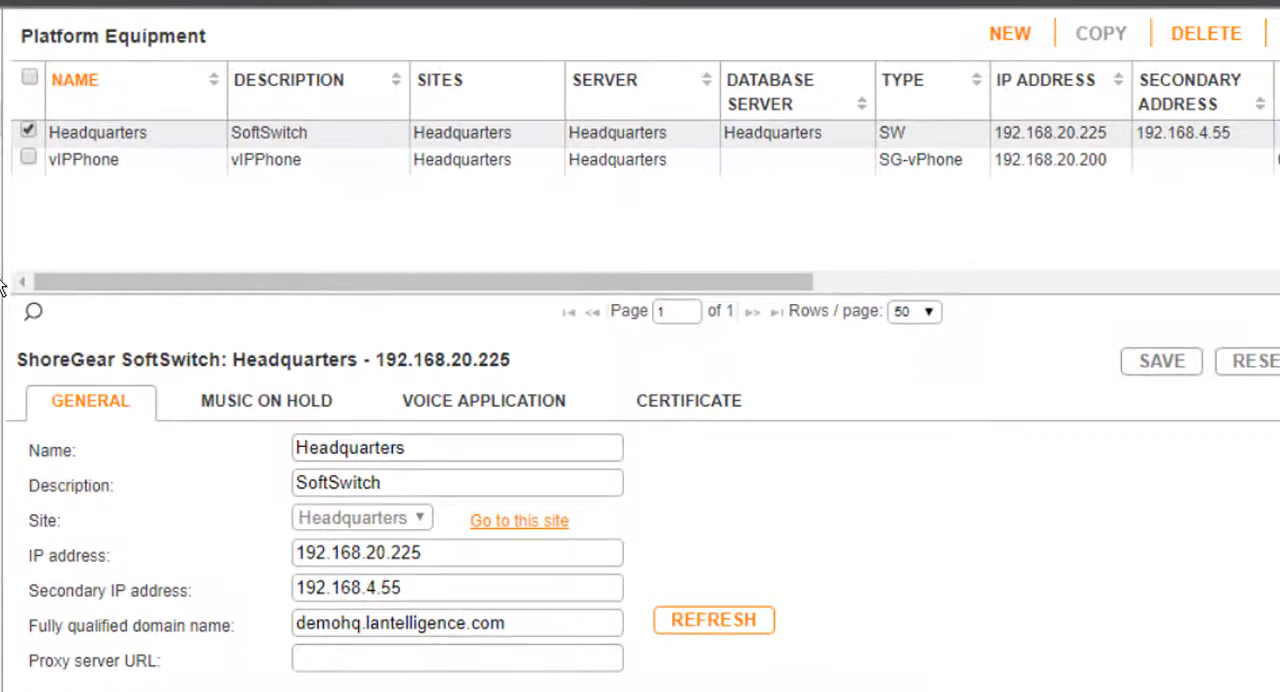 Platform Equipment NEW COPY DELETE
NAME DESCRIPTION SITES SERVER DATABASE SERVER TYPE IP ADDRESS SECONDARY ADDRESS
Headquarters SoftSwitch Headquarters Headquarters Headquarters SW 192.168.20.225 192.168.4.55
vIPPhone vIPPhone Headquarters Headquarters SG-vPhone 192.168.20.200
Page 1 of 1 Rows / page: 50
ShoreGear SoftSwitch: Headquarters - 192.168.20.225 SAVE RESE
GENERAL MUSIC ON HOLD VOICE APPLICATION CERTIFICATE
Name: Headquarters
Description: SoftSwitch
Site: Headquarters Go to this site
IP address: 192.168.20.225
Secondary IP address: 192.168.4.55
Fully qualified domain name: demohq.lantelligence.com REFRESH
Proxy server URL: